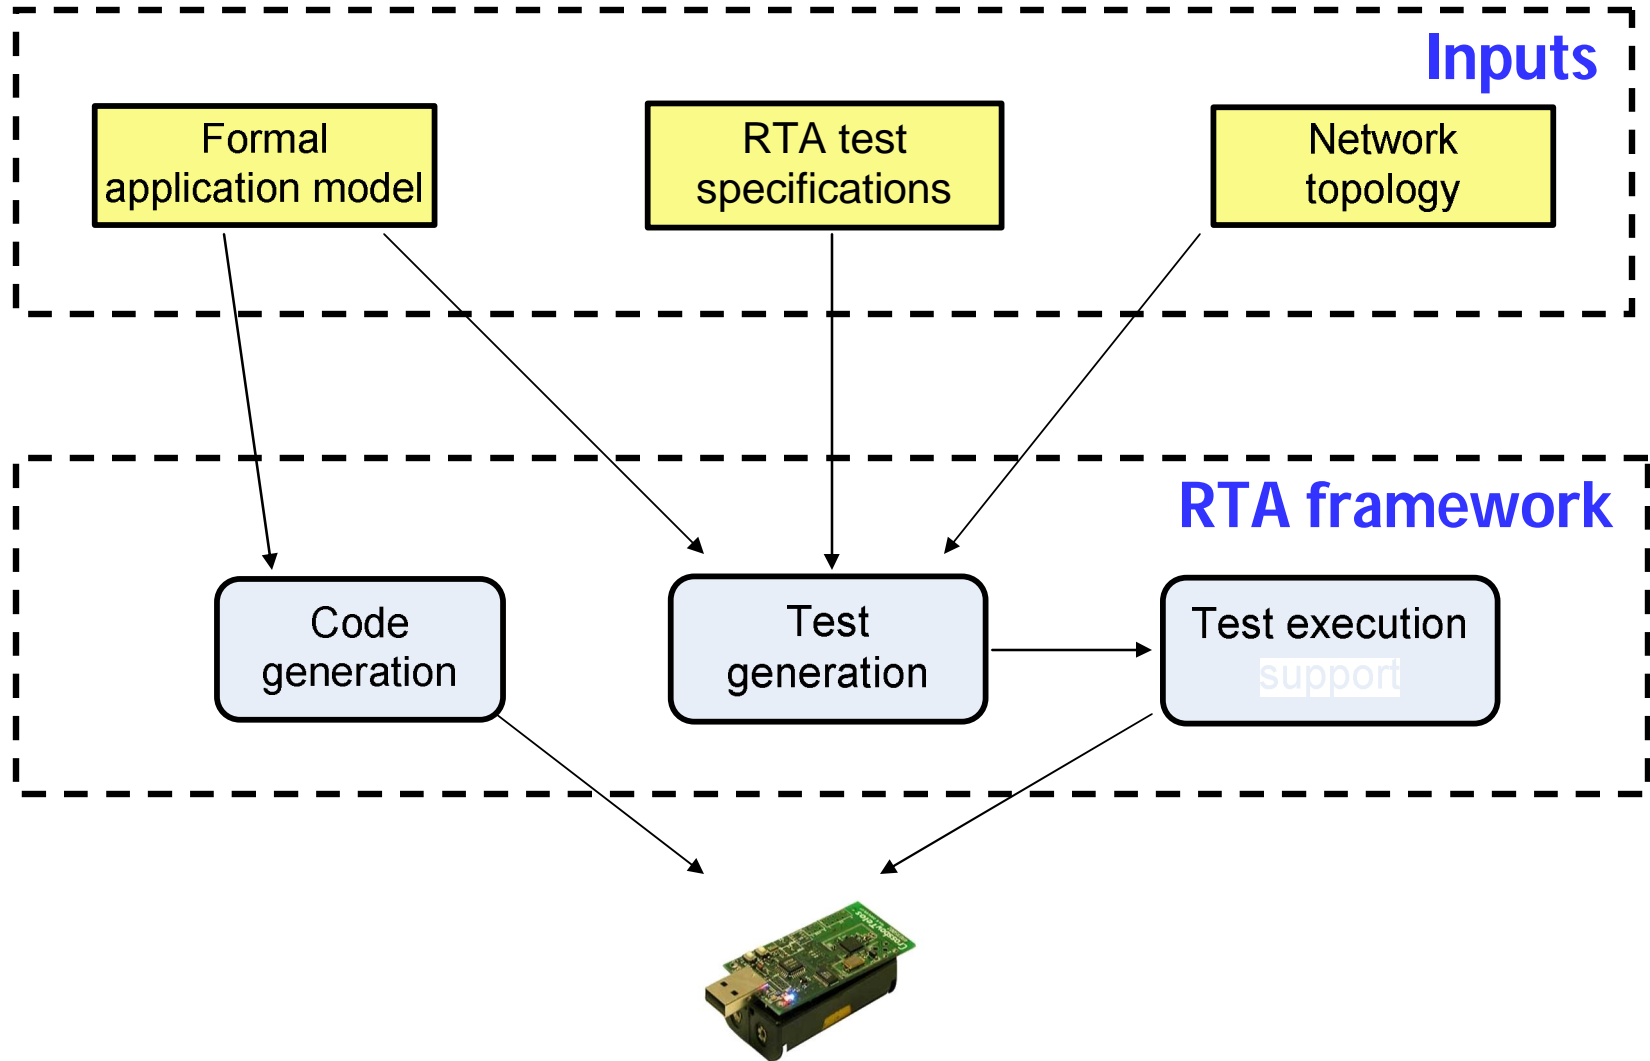 Inputs
Formal
application model
RTA test
specifications
Network
topology
RTA framework
Code
generation
Test
generation
Test execution
support